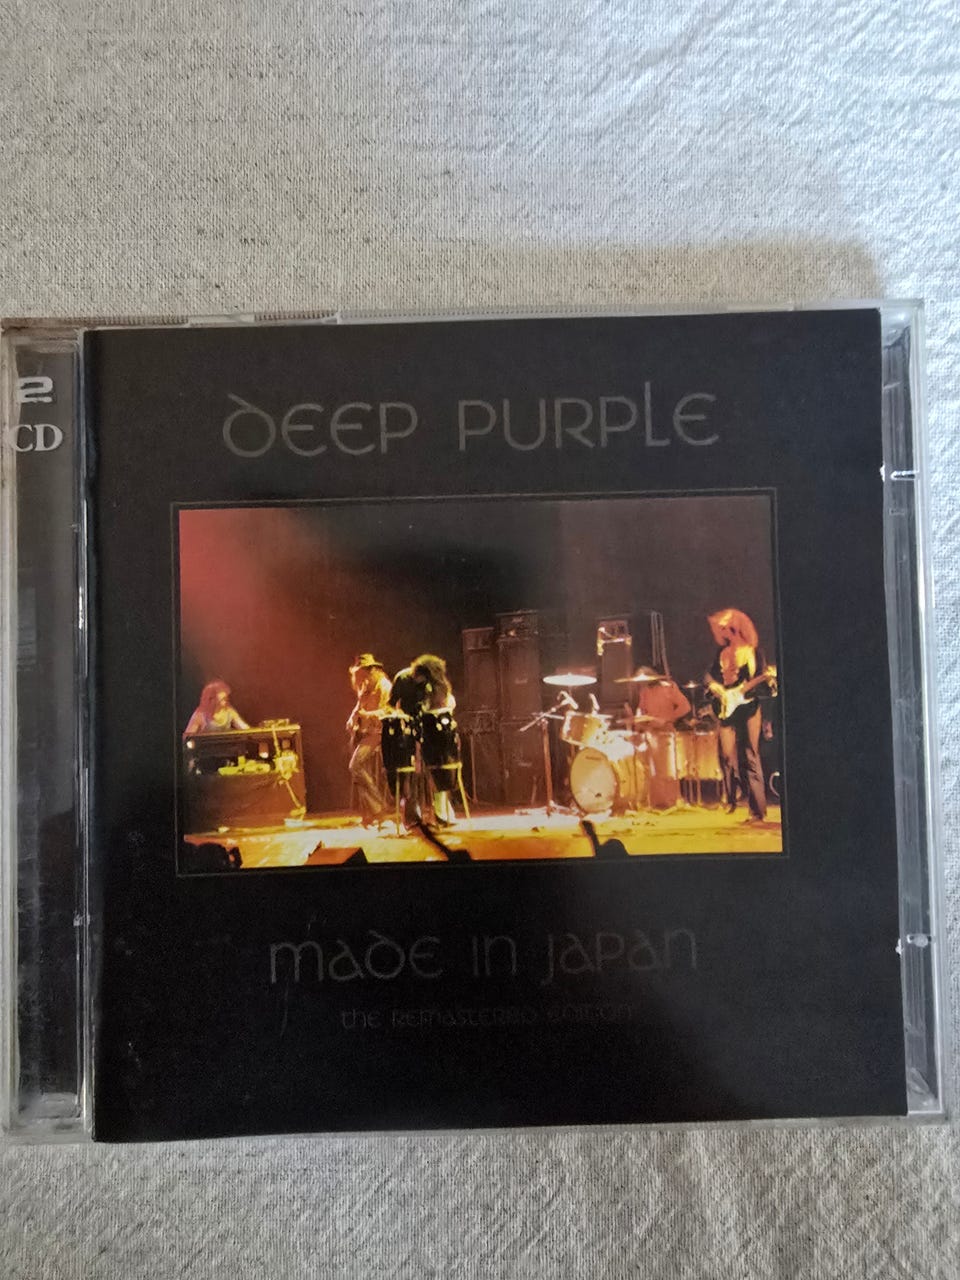 2
CD
DEEP PURPLE
made in japan
the remastered edition